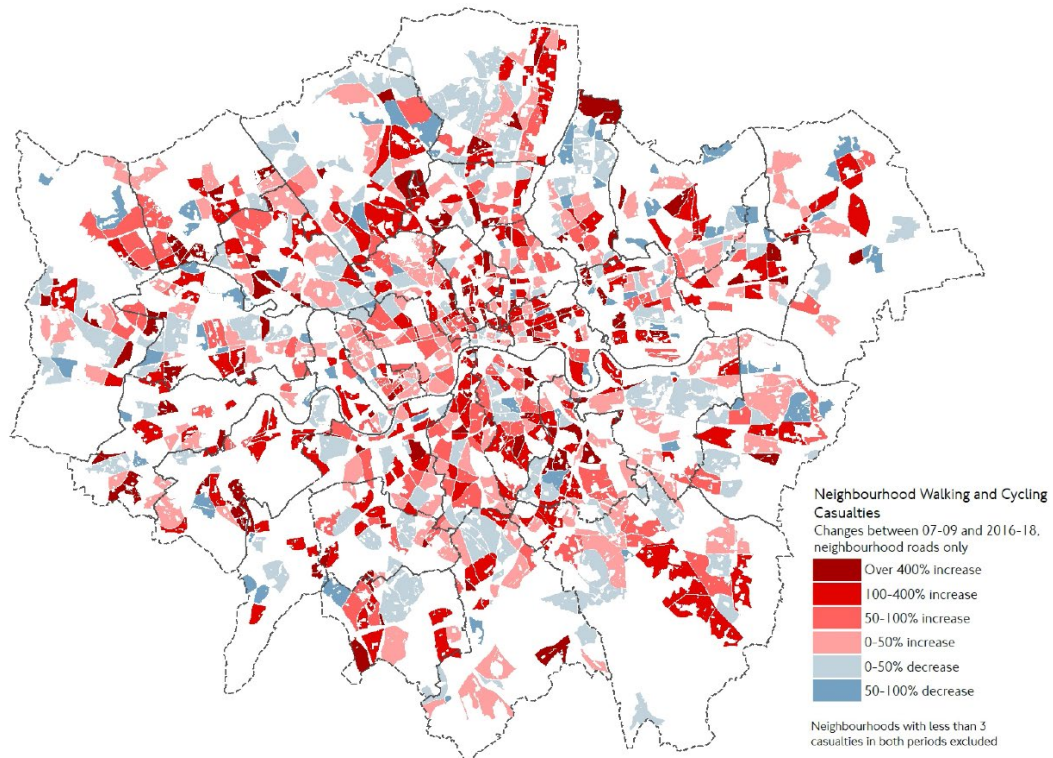 Neighbourhood Walking and Cycling
Casualties
Changes between 07-09 and 2016-18,
neighbourhood roads only
Over 400% increase
100-400% increase
50-100% increase
0-50% increase
0-50% decrease
50-100% decrease
Neighbourhoods with less than 3
casualties in both periods excluded